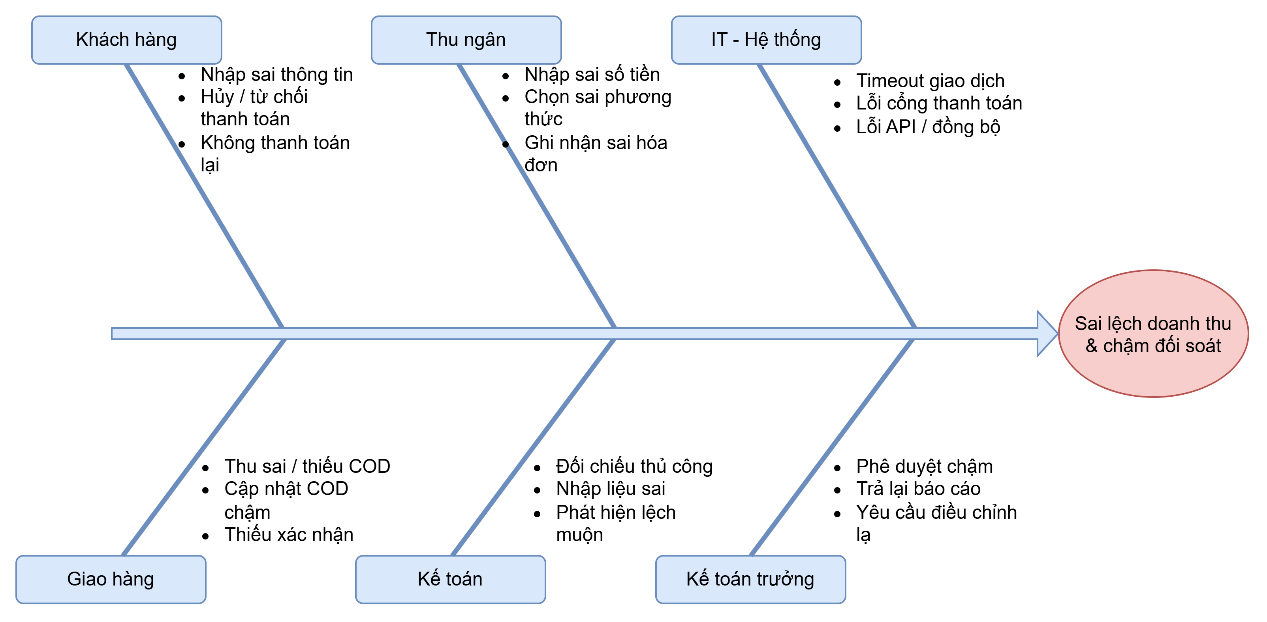 Khách hàng
Thu ngân
IT - Hệ thống
• Nhập sai thông tin
• Hủy / từ chối
thanh toán
• Không thanh toán
lại
• Nhập sai số tiền
• Chọn sai phương
thức
• Ghi nhận sai hóa
đơn
• Timeout giao dịch
• Lỗi cổng thanh toán
• Lỗi API / đồng bộ
Sai lệch doanh thu
& chậm đối soát
• Thu sai / thiếu COD
• Cập nhật COD
chậm
• Thiếu xác nhận
• Đối chiếu thủ công
• Nhập liệu sai
• Phát hiện lệch
muộn
• Phê duyệt chậm
• Trả lại báo cáo
• Yêu cầu điều chỉnh
lạ
Giao hàng
Kế toán
Kế toán trưởng